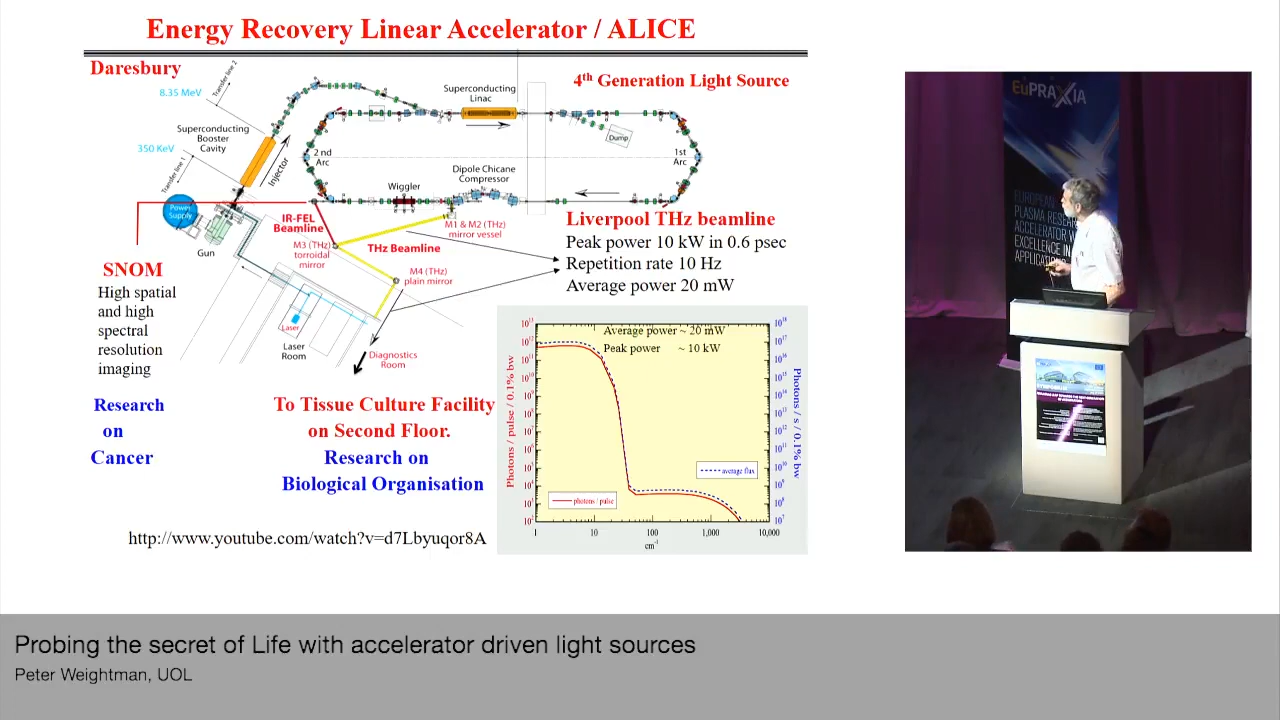 Energy Recovery Linear Accelerator / ALICE
Daresbury
4th Generation Light Source
Transfer line 2
8.35 MeV
Superconducting
Booster
Cavity
350 KeV
Transfer line 1
Injector
Power
Supply
Gun
Superconducting
Linac
Dump
2 nd
Arc
1st
Arc
Wiggler
Dipole Chicane
Compressor
IR-FEL
Beamline
M1 & M2 (THz)
mirror vessel
M3 (THz)
torroidal
mirror
THz Beamline
M4 (THz)
plain mirror
Laser
Laser
Room
Diagnostics
Room
Liverpool THz beamline
Peak power 10 kW in 0.6 psec
Repetition rate 10 Hz
Average power 20 mW
SNOM
High spatial
and high
spectral
resolution
imaging
Research
on
Cancer
To Tissue Culture Facility
on Second Floor.
Research on
Biological Organisation
http://www.youtube.com/watch?v=d7Lbyuqor8A
Average power ~ 20 mW
Peak power ~ 10 kW
Photons / pulse / 0.1% bw
Photons / s / 0.1% bw
average flux
photons / pulse
1 10 100 1,000 10,000
cm-1
EuPRAXIA
EUROPEAN
PLASMA RESEARCH
ACCELERATOR WITH
EXCELLENCE IN
APPLICATIONS
Probing the secret of Life with accelerator driven light sources
Peter Weightman, UOL